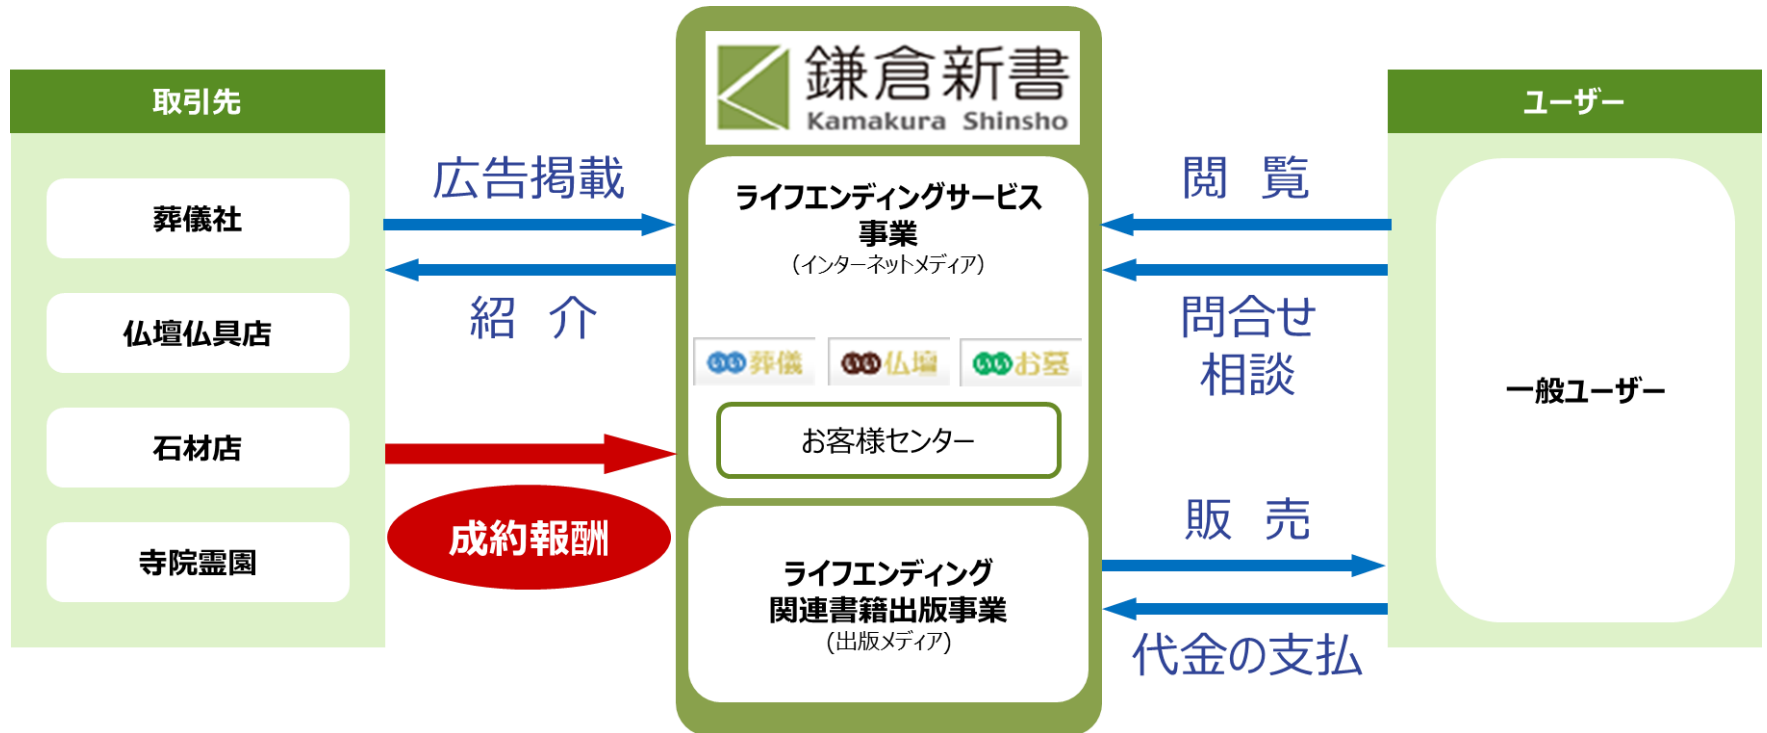 取引先
葬儀社
仏壇仏具店
石材店
寺院霊園
広告掲載
紹 介
成約報酬
鎌倉新書
Kamakura Shinsho
ライフエンディングサービス
事業
（インターネットメディア）
いい葬儀
いい仏壇
いいお墓
お客様センター
ライフエンディング
関連書籍出版事業
(出版メディア)
閲 覧
問合せ
相談
販 売
代金の支払
ユーザー
一般ユーザー